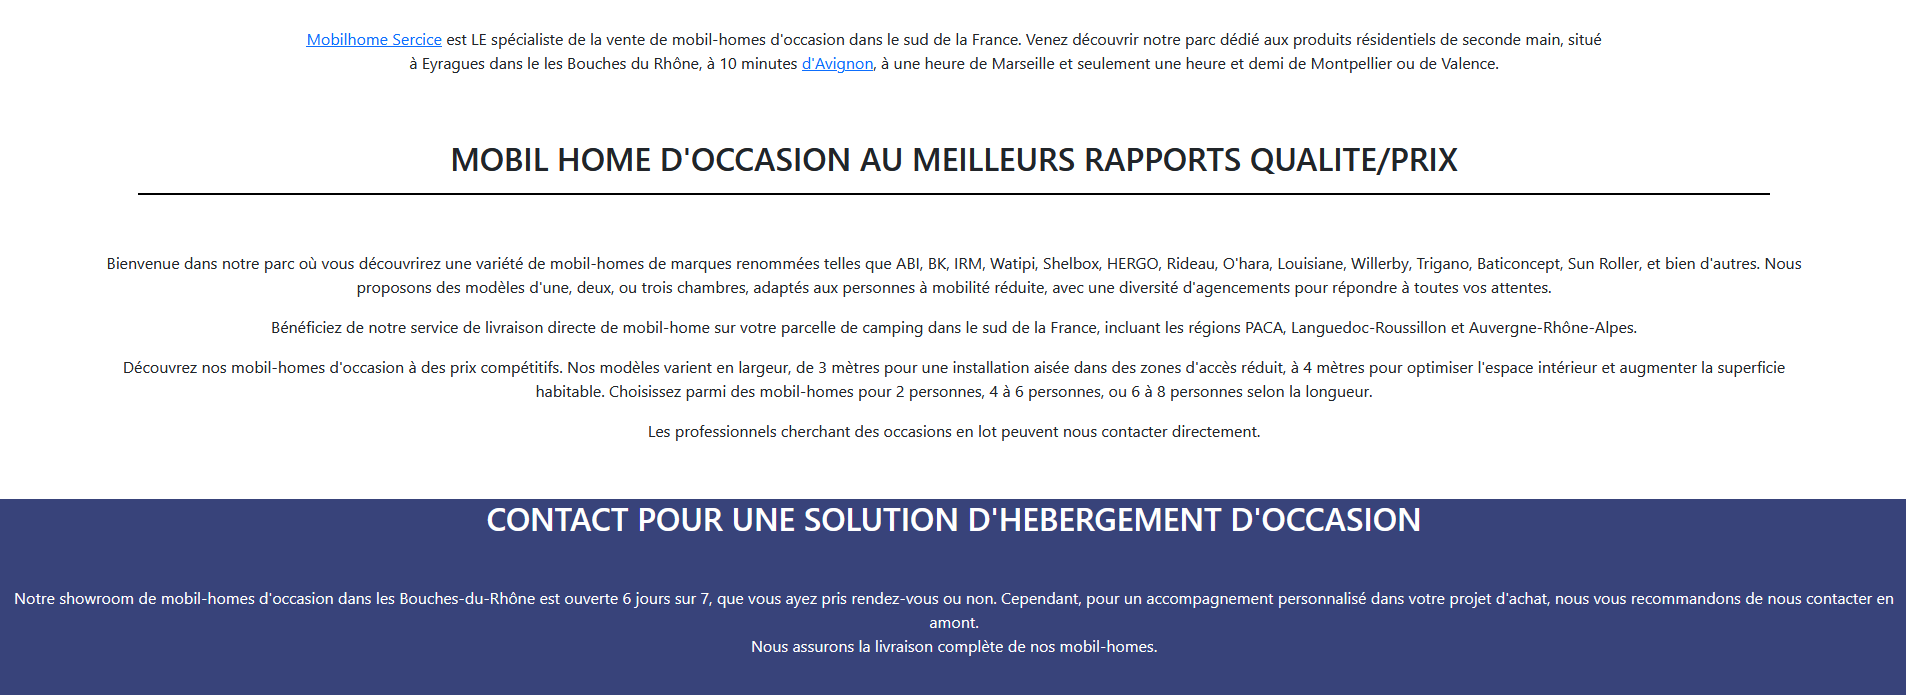 Mobilhome Sercice est LE spécialiste de la vente de mobil-homes d'occasion dans le sud de la France. Venez découvrir notre parc dédié aux produits résidentiels de seconde main, situé
à Eyragues dans le les Bouches du Rhône, à 10 minutes d'Avignon, à une heure de Marseille et seulement une heure et demi de Montpellier ou de Valence.
MOBIL HOME D'OCCASION AU MEILLEURS RAPPORTS QUALITE/PRIX
Bienvenue dans notre parc où vous découvrirez une variété de mobil-homes de marques renommées telles que ABI, BK, IRM, Watipi, Shelbox, HERGO, Rideau, O'hara, Louisiane, Willerby, Trigano, Baticoncept, Sun Roller, et bien d'autres. Nous
proposons des modèles d'une, deux, ou trois chambres, adaptés aux personnes à mobilité réduite, avec une diversité d'agencements pour répondre à toutes vos attentes.
Bénéficiez de notre service de livraison directe de mobil-home sur votre parcelle de camping dans le sud de la France, incluant les régions PACA, Languedoc-Roussillon et Auvergne-Rhône-Alpes.
Découvrez nos mobil-homes d'occasion à des prix compétitifs. Nos modèles varient en largeur, de 3 mètres pour une installation aisée dans des zones d'accès réduit, à 4 mètres pour optimiser l'espace intérieur et augmenter la superficie
habitable. Choisissez parmi des mobil-homes pour 2 personnes, 4 à 6 personnes, ou 6 à 8 personnes selon la longueur.
Les professionnels cherchant des occasions en lot peuvent nous contacter directement.
CONTACT POUR UNE SOLUTION D'HEBERGEMENT D'OCCASION
Notre showroom de mobil-homes d'occasion dans les Bouches-du-Rhône est ouverte 6 jours sur 7, que vous ayez pris rendez-vous ou non. Cependant, pour un accompagnement personnalisé dans votre projet d'achat, nous vous recommandons de nous contacter en
amont.
Nous assurons la livraison complète de nos mobil-homes.